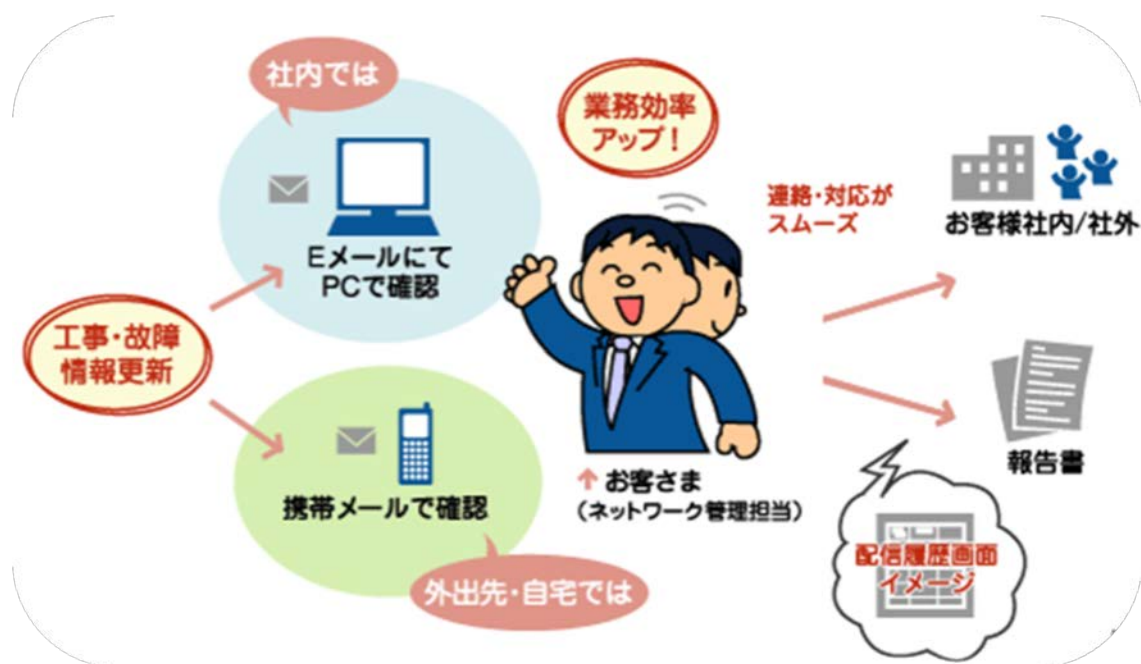 社内では
業務効率
アップ！
Eメールにて
PCで確認
連絡・対応が
スムーズ
お客様社内/社外
工事・故障
情報更新
携帯メールで確認
外出先・自宅では
お客さま
（ネットワーク管理担当）
報告書
配信履歴画面
イメージ